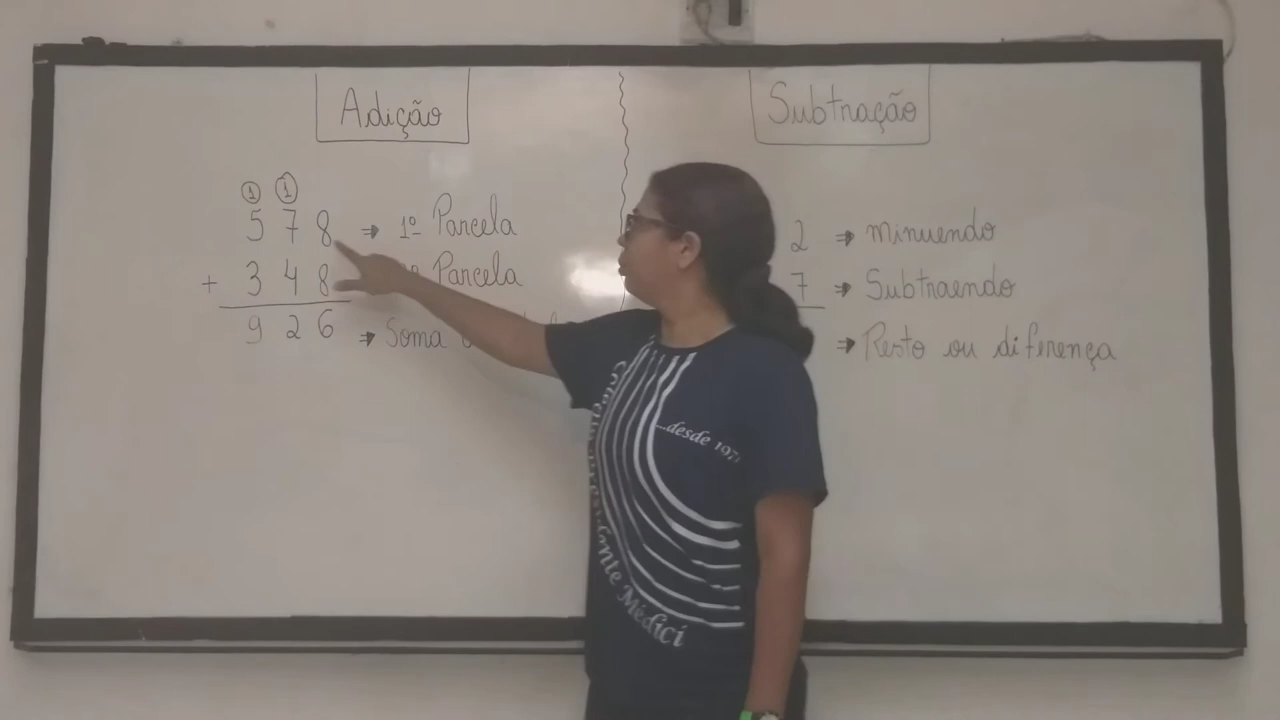 Adição
① ①
5 7 8 ⇒ 1º Parcela
+ 3 4 8 Parcela
9 2 6 ⇒ Soma
Subtração
2 ⇒ minuendo
7 ⇒ Subtraendo
⇒ Resto ou diferença
...desde 197
Médici